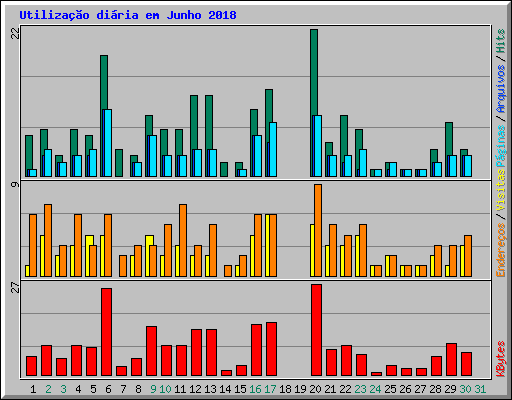 Utilização diária em Junho 2018
22
9
27
Endereços / Visitas
Páginas / Arquivos / Hits
KBytes
1 2 3 4 5 6 7 8 9 10 11 12 13 14 15 16 17 18 19 20 21 22 23 24 25 26 27 28 29 30 31